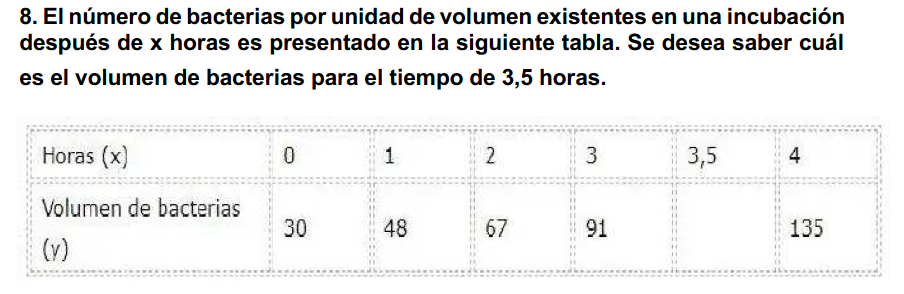 8. El número de bacterias por unidad de volumen existentes en una incubación
después de x horas es presentado en la siguiente tabla. Se desea saber cuál
es el volumen de bacterias para el tiempo de 3,5 horas.
Horas (x) 0 1 2 3 3,5 4
Volumen de bacterias
(y) 30 48 67 91 135